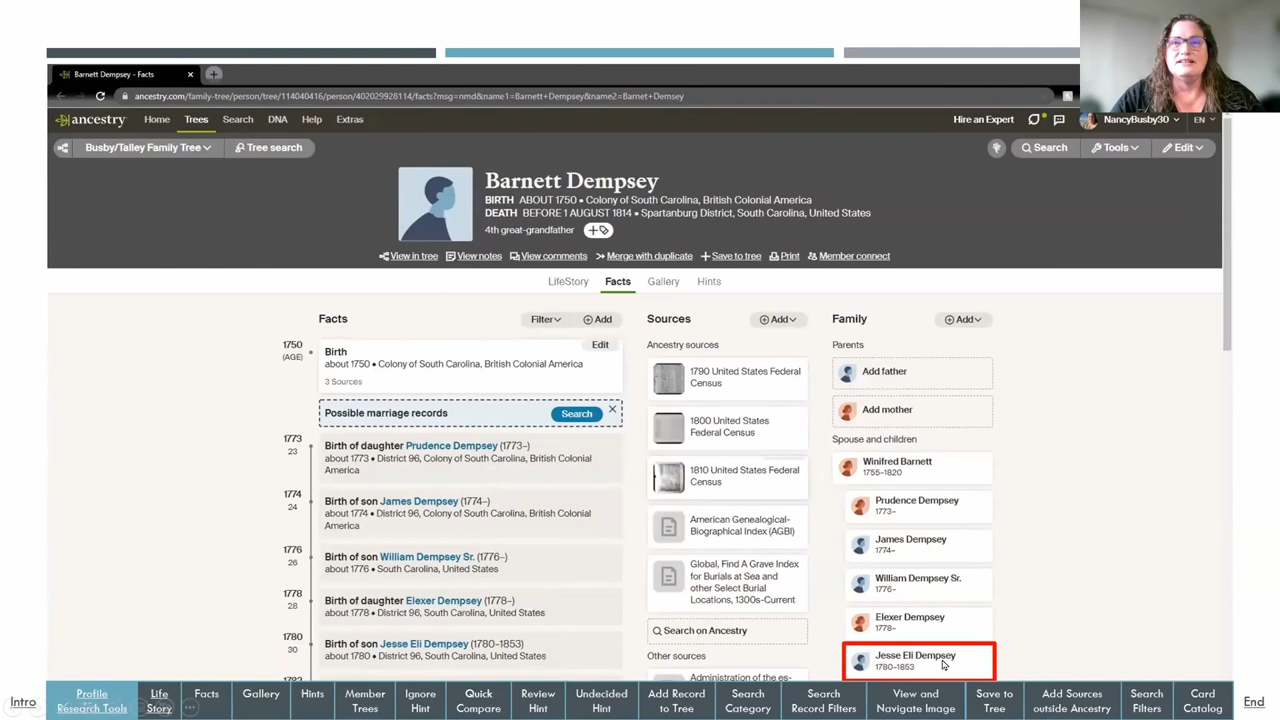 Barnett Dempsey - Facts
ancestry.com/family-tree/person/tree/114040416/person/402029928114/facts?msg=nmd&name1=Barnett+Dempsey&name2=Barnet+Demsey
ancestry Home Trees Search DNA Help Extras Hire an Expert NancyBusby30 EN
Busby/Talley Family Tree Tree search Search Tools Edit
Barnett Dempsey
BIRTH ABOUT 1750 • Colony of South Carolina, British Colonial America
DEATH BEFORE 1 AUGUST 1814 • Spartanburg District, South Carolina, United States
4th great-grandfather
View in tree View notes View comments Merge with duplicate Save to tree Print Member connect
LifeStory Facts Gallery Hints
Facts Filter Add
1750
(AGE)
Birth Edit
about 1750 • Colony of South Carolina, British Colonial America
3 Sources
Possible marriage records Search
1773
23
Birth of daughter Prudence Dempsey (1773–)
about 1773 • District 96, Colony of South Carolina, British Colonial
America
1774
24
Birth of son James Dempsey (1774–)
about 1774 • District 96, Colony of South Carolina, British Colonial
America
1776
26
Birth of son William Dempsey Sr. (1776–)
about 1776 • South Carolina, United States
1778
28
Birth of daughter Elexer Dempsey (1778–)
about 1778 • District 96, South Carolina, United States
1780
30
Birth of son Jesse Eli Dempsey (1780–1853)
about 1780 • District 96, South Carolina, United States
Sources Add
Ancestry sources
1790 United States Federal
Census
1800 United States
Federal Census
1810 United States Federal
Census
American Genealogical-
Biographical Index (AGBI)
Global, Find A Grave Index
for Burials at Sea and
other Select Burial
Locations, 1300s-Current
Search on Ancestry
Other sources
Administration of the es-
Family Add
Parents
Add father
Add mother
Spouse and children
Winifred Barnett
1755–1820
Prudence Dempsey
1773–
James Dempsey
1774–
William Dempsey Sr.
1776–
Elexer Dempsey
1778–
Jesse Eli Dempsey
1780–1853
Intro
Profile
Research Tools
Life
Story
Facts
Gallery
Hints
Member
Trees
Ignore
Hint
Quick
Compare
Review
Hint
Undecided
Hint
Add Record
to Tree
Search
Category
Search
Record Filters
View and
Navigate Image
Save to
Tree
Add Sources
outside Ancestry
Search
Filters
Card
Catalog
End